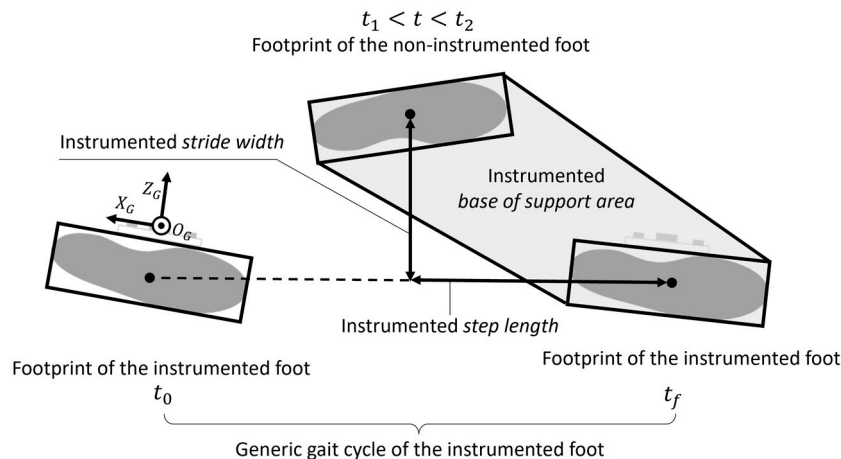 t₁ < t < t₂
Footprint of the non-instrumented foot
Instrumented stride width
Instrumented
base of support area
Z_G
X_G
O_G
Instrumented step length
Footprint of the instrumented foot
Footprint of the instrumented foot
t₀
t_f
Generic gait cycle of the instrumented foot